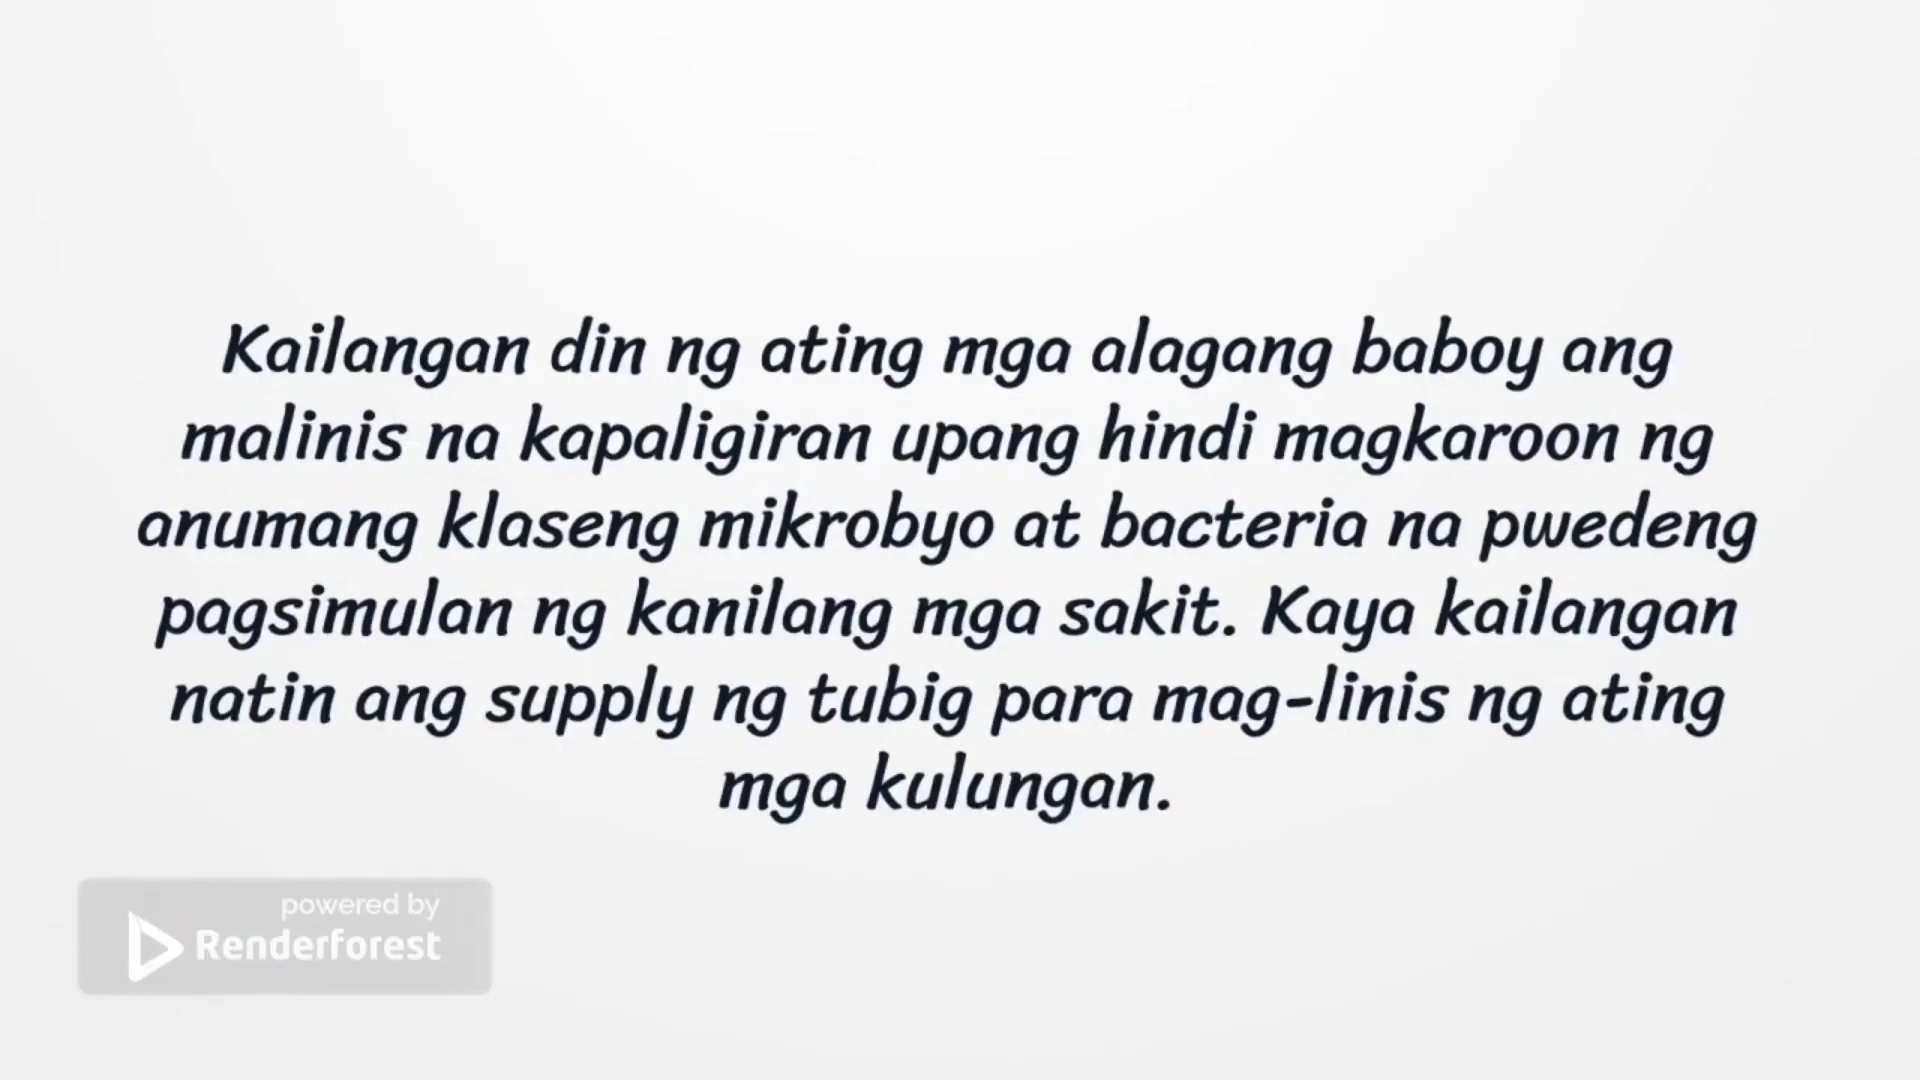 Kailangan din ng ating mga alagang baboy ang
malinis na kapaligiran upang hindi magkaroon ng
anumang klaseng mikrobyo at bacteria na pwedeng
pagsimulan ng kanilang mga sakit. Kaya kailangan
natin ang supply ng tubig para mag-linis ng ating
mga kulungan.
powered by
Renderforest